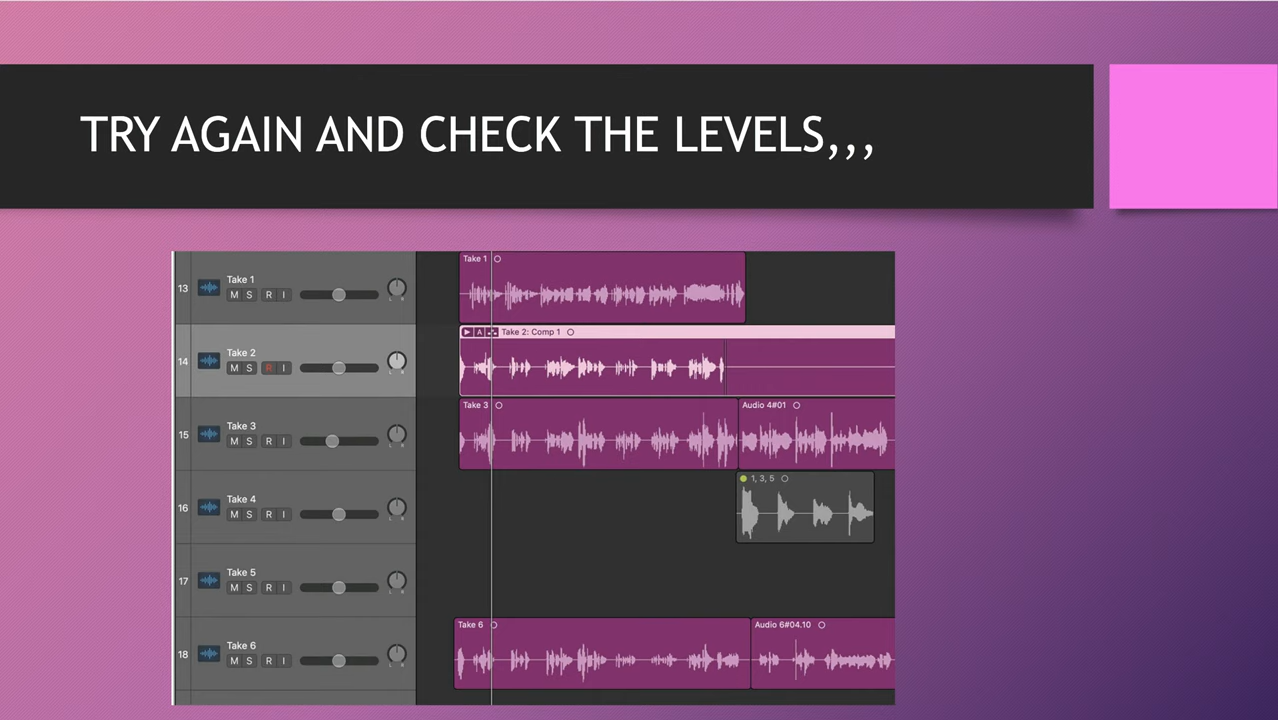 TRY AGAIN AND CHECK THE LEVELS,,,
Take 1
13
Take 1
M S R I
L R
A Take 2: Comp 1
14
Take 2
M S R I
L R
Take 3
Audio 4#01
15
Take 3
M S R I
L R
1, 3, 5
16
Take 4
M S R I
L R
17
Take 5
M S R I
L R
Take 6
Audio 6#04.10
18
Take 6
M S R I
L R